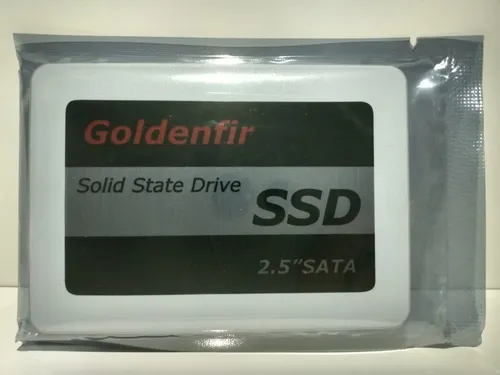 Goldenfir
Solid State Drive
SSD
2.5"SATA